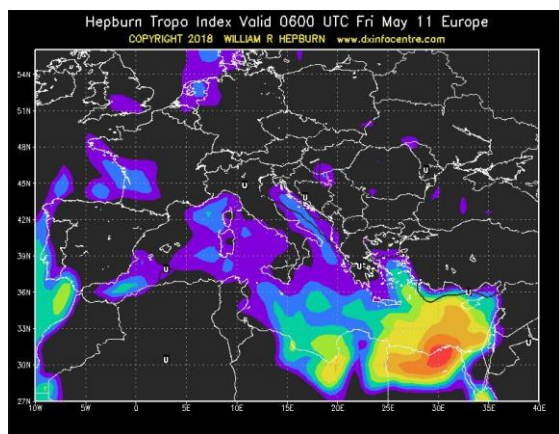 Hepburn Tropo Index Valid 0600 UTC Fri May 11 Europe
COPYRIGHT 2018 WILLIAM R HEPBURN www.dxinfocentre.com
54N
51N
48N
45N
42N
39N
36N
33N
30N
27N
U
U
U
U
U
U
U
U
U
10W 5W 0 5E 10E 15E 20E 25E 30E 35E 40E